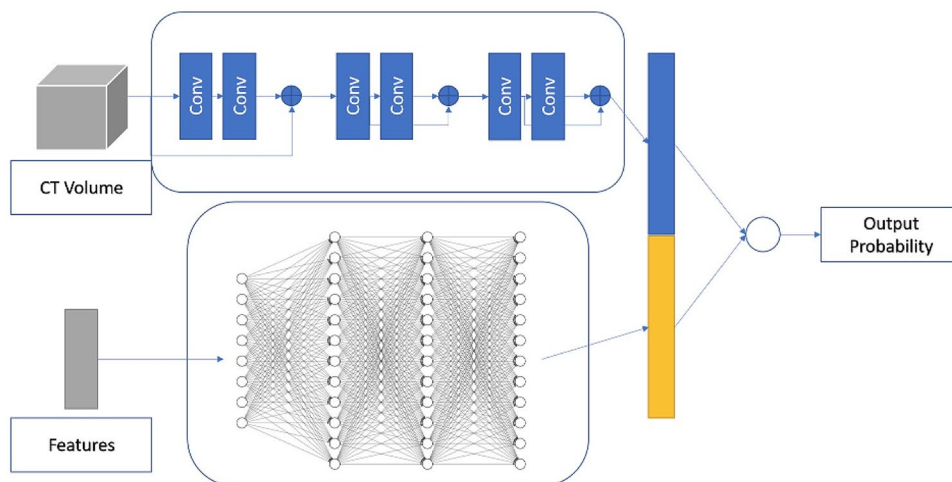 Conv
Conv
Conv
Conv
Conv
Conv
CT Volume
Output
Probability
Features